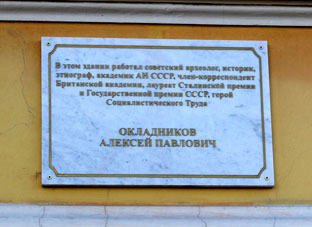 В этом здании работал советский археолог, историк,
этнограф, академик АН СССР, член-корреспондент
Британской академии, лауреат Сталинской премии
и Государственной премии СССР, герой
Социалистического Труда
ОКЛАДНИКОВ
АЛЕКСЕЙ ПАВЛОВИЧ